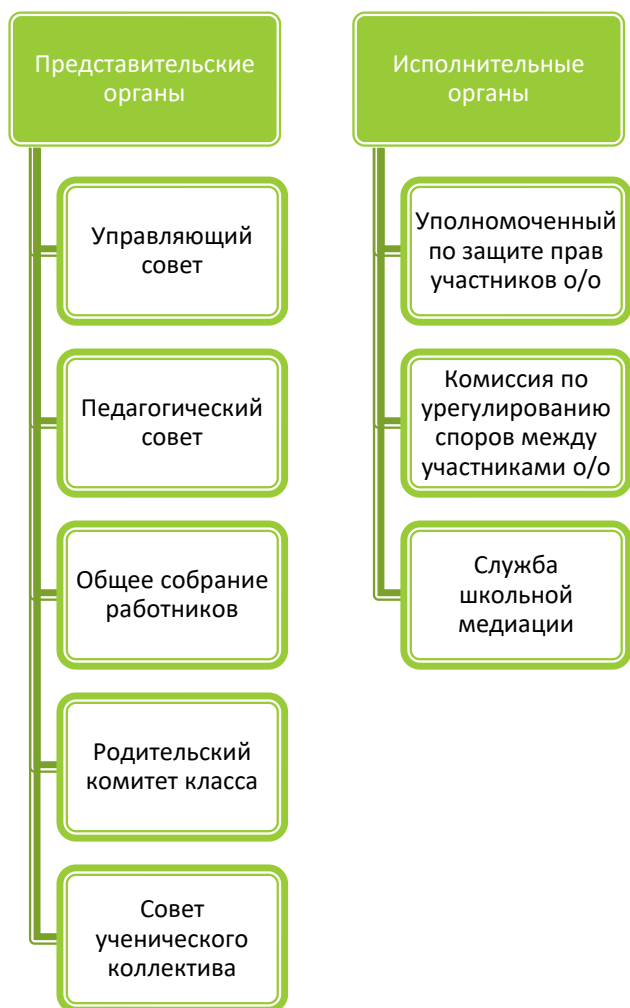 Представительские
органы
Управляющий
совет
Педагогический
совет
Общее собрание
работников
Родительский
комитет класса
Совет
ученического
коллектива
Исполнительные
органы
Уполномоченный
по защите прав
участников о/о
Комиссия по
урегулированию
споров между
участниками о/о
Служба
школьной
медиации